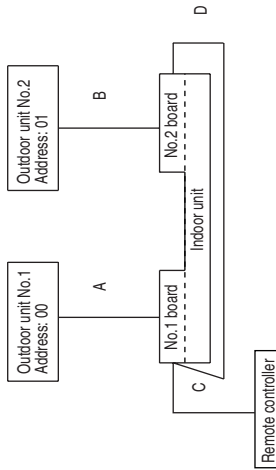 Outdoor unit No.1
Address: 00
Outdoor unit No.2
Address: 01
A
B
No.1 board
No.2 board
Indoor unit
C
D
Remote controller